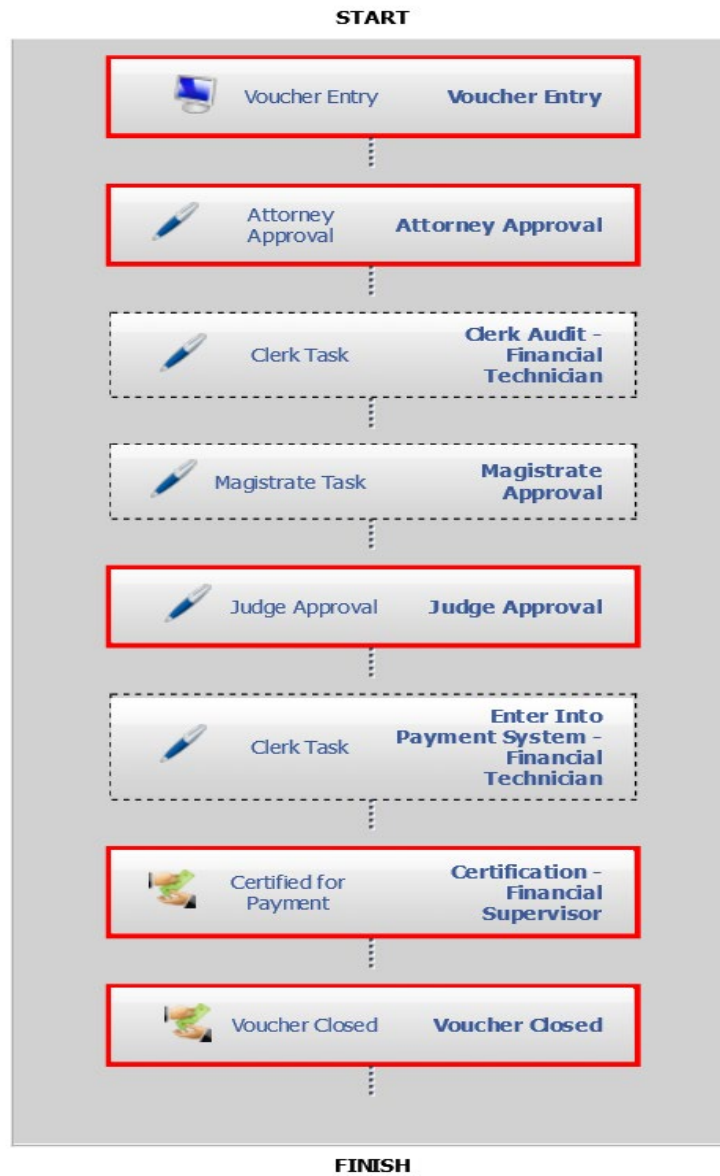 START
Voucher Entry
Voucher Entry
Attorney
Approval
Attorney Approval
Clerk Task
Clerk Audit -
Financial
Technician
Magistrate Task
Magistrate
Approval
Judge Approval
Judge Approval
Clerk Task
Enter Into
Payment System -
Financial
Technician
Certified for
Payment
Certification -
Financial
Supervisor
Voucher Closed
Voucher Closed
FINISH